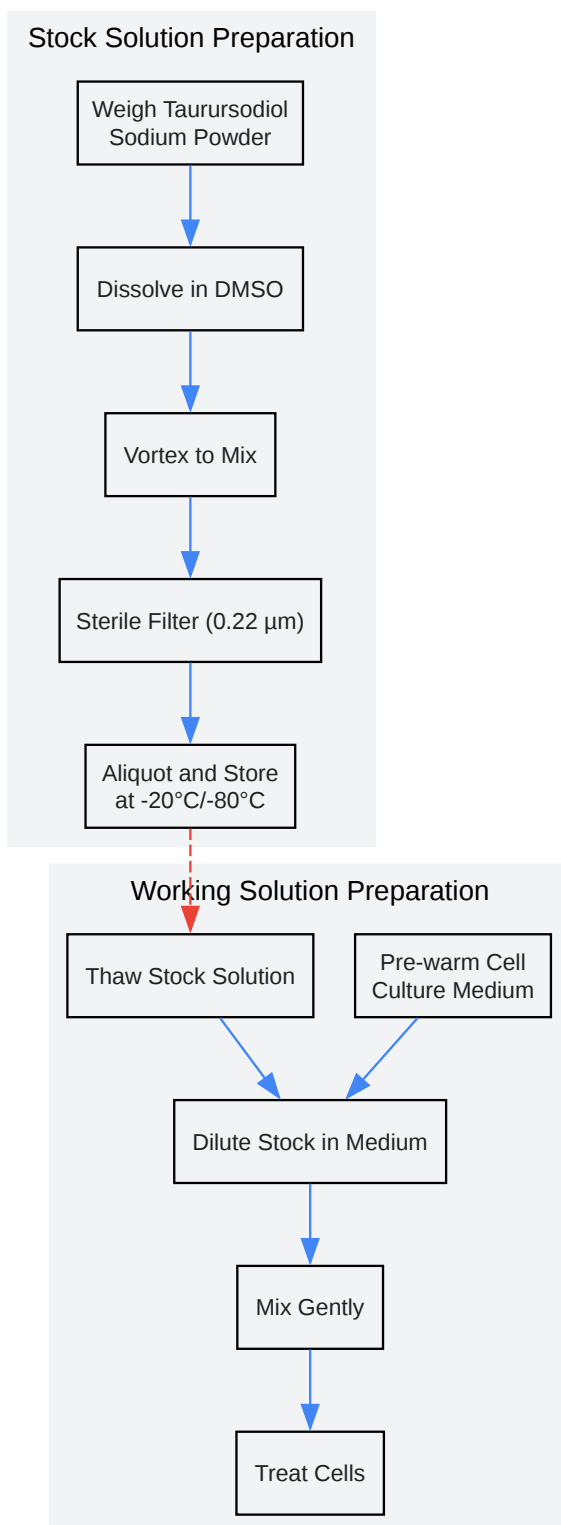 Stock Solution Preparation
Weigh Taurursodiol
Sodium Powder
Dissolve in DMSO
Vortex to Mix
Sterile Filter (0.22 µm)
Aliquot and Store
at -20°C/-80°C
Working Solution Preparation
Thaw Stock Solution
Pre-warm Cell
Culture Medium
Dilute Stock in Medium
Mix Gently
Treat Cells